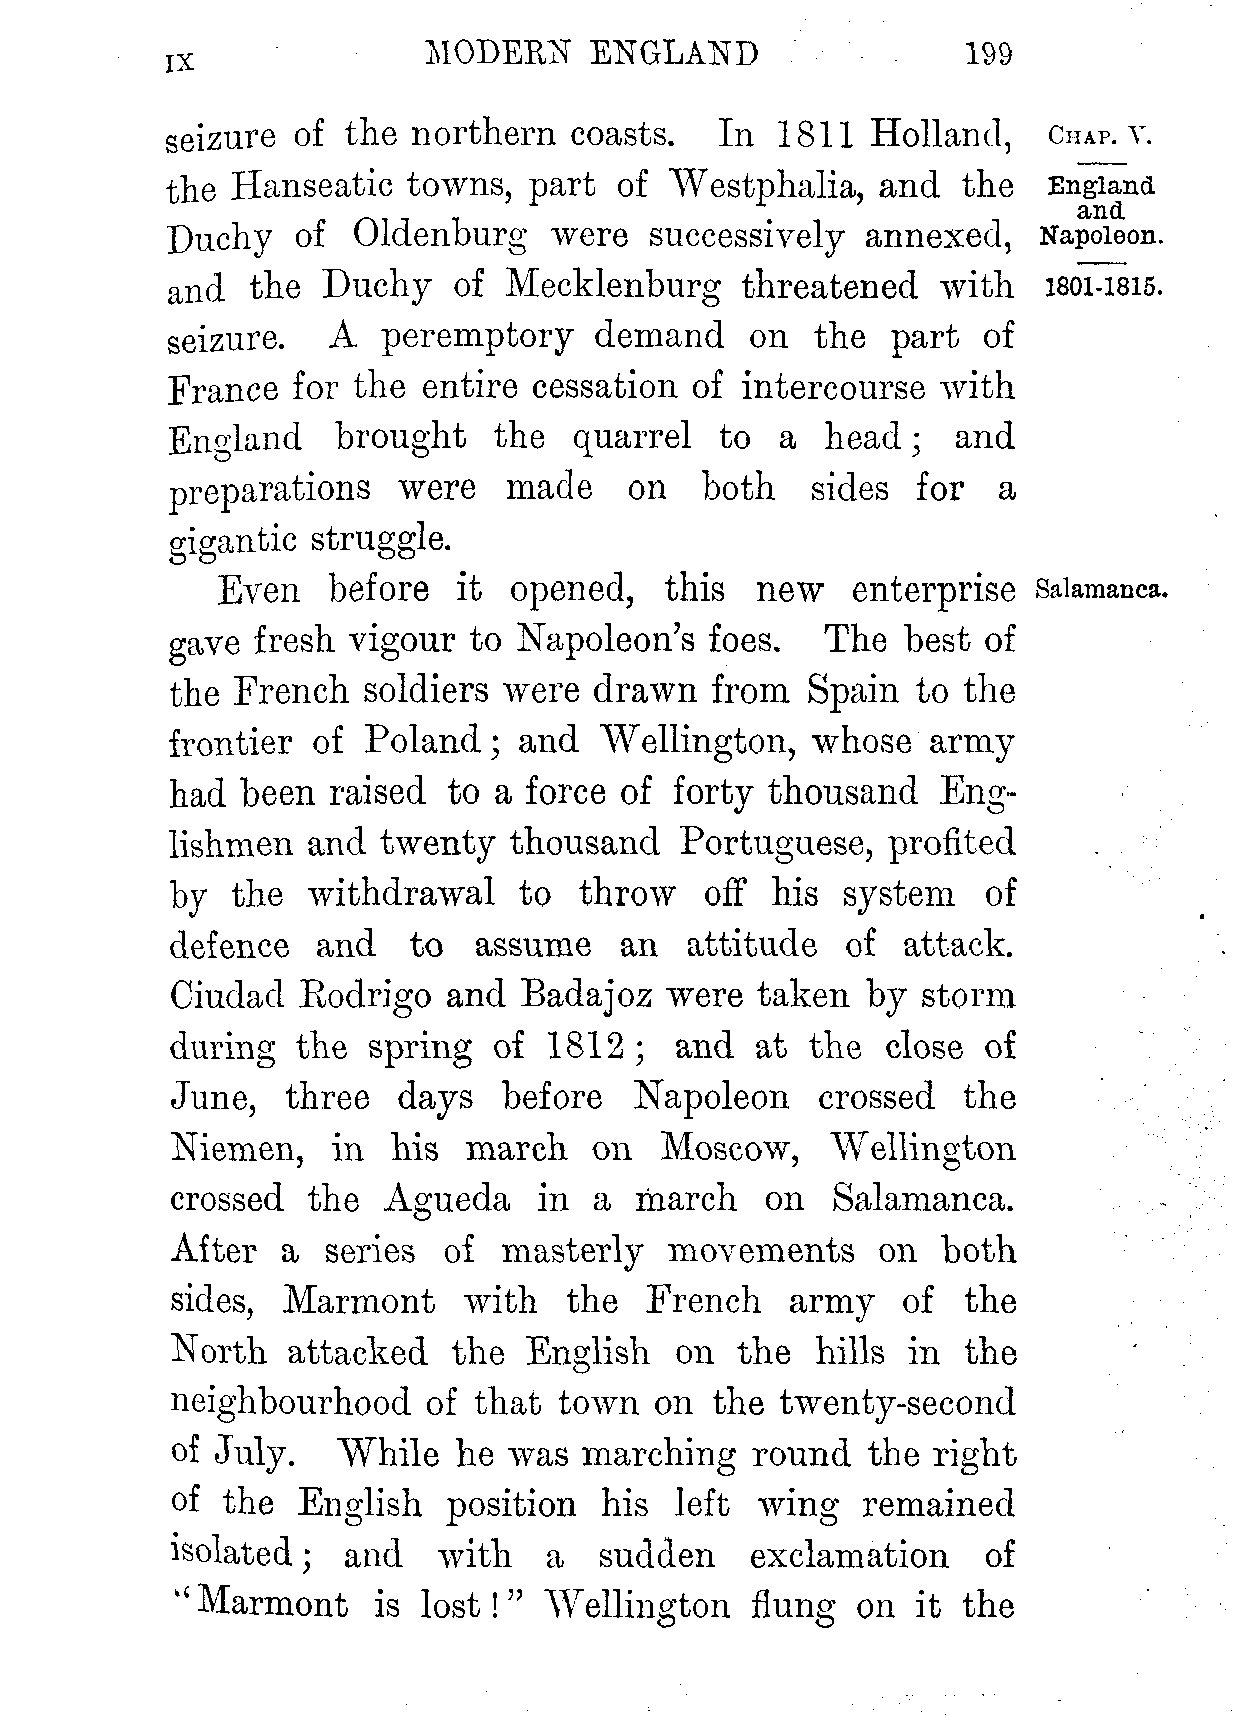 IX MODERN ENGLAND 199
seizure of the northern coasts. In 1811 Holland,
the Hanseatic towns, part of Westphalia, and the
Duchy of Oldenburg were successively annexed,
and the Duchy of Mecklenburg threatened with
seizure. A peremptory demand on the part of
France for the entire cessation of intercourse with
England brought the quarrel to a head; and
preparations were made on both sides for a
gigantic struggle.
Even before it opened, this new enterprise
gave fresh vigour to Napoleon's foes. The best of
the French soldiers were drawn from Spain to the
frontier of Poland; and Wellington, whose army
had been raised to a force of forty thousand Eng-
lishmen and twenty thousand Portuguese, profited
by the withdrawal to throw off his system of
defence and to assume an attitude of attack.
Ciudad Rodrigo and Badajoz were taken by storm
during the spring of 1812; and at the close of
June, three days before Napoleon crossed the
Niemen, in his march on Moscow, Wellington
crossed the Agueda in a march on Salamanca.
After a series of masterly movements on both
sides, Marmont with the French army of the
North attacked the English on the hills in the
neighbourhood of that town on the twenty-second
of July. While he was marching round the right
of the English position his left wing remained
isolated; and with a sudden exclamation of
"Marmont is lost!" Wellington flung on it the
CHAP. V.
England
and
Napoleon.
1801-1815.
Salamanca.